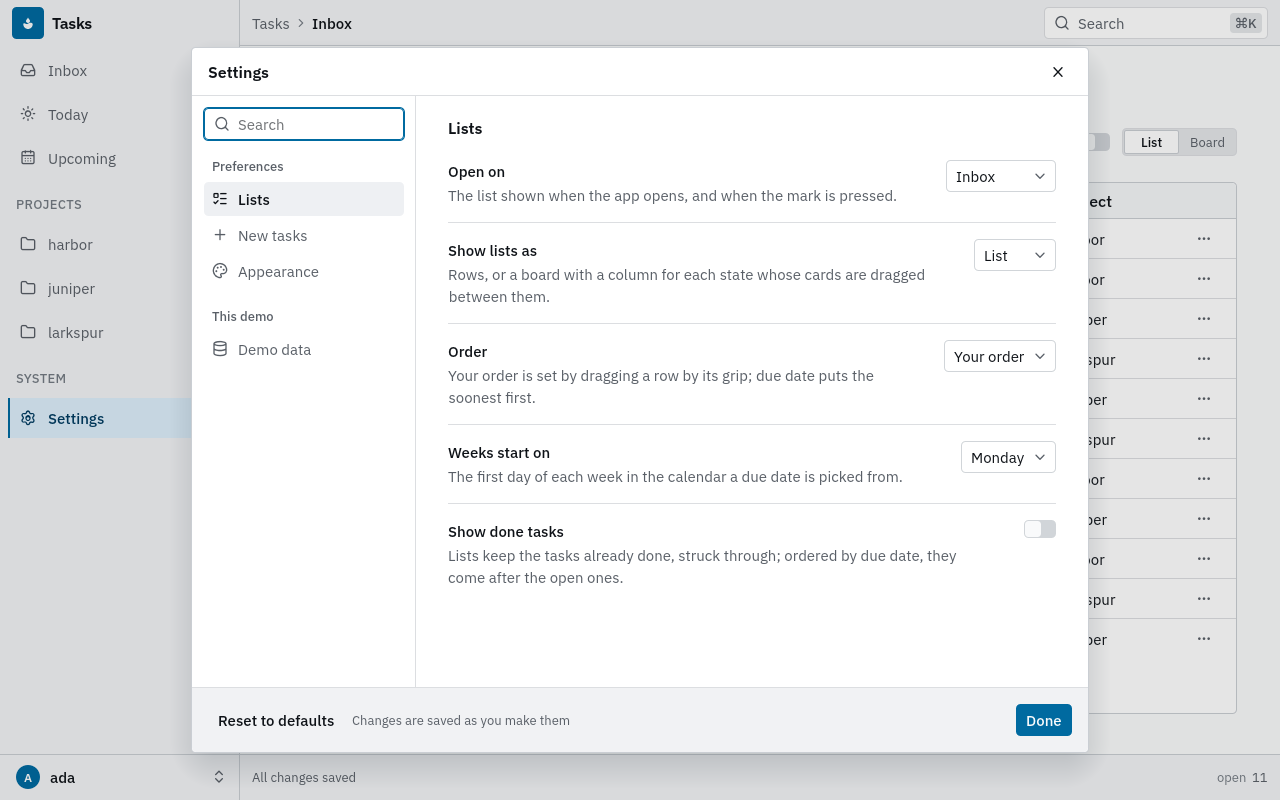 Tasks
Tasks > Inbox
Search ⌘K
Inbox
Today
Upcoming
PROJECTS
harbor
juniper
larkspur
SYSTEM
Settings
A ada
Settings
Search
Preferences
Lists
New tasks
Appearance
This demo
Demo data
Lists
Open on
The list shown when the app opens, and when the mark is pressed.
Inbox
Show lists as
Rows, or a board with a column for each state whose cards are dragged
between them.
List
Order
Your order is set by dragging a row by its grip; due date puts the
soonest first.
Your order
Weeks start on
The first day of each week in the calendar a due date is picked from.
Monday
Show done tasks
Lists keep the tasks already done, struck through; ordered by due date, they
come after the open ones.
Reset to defaults
Changes are saved as you make them
Done
List
Board
All changes saved
open 11